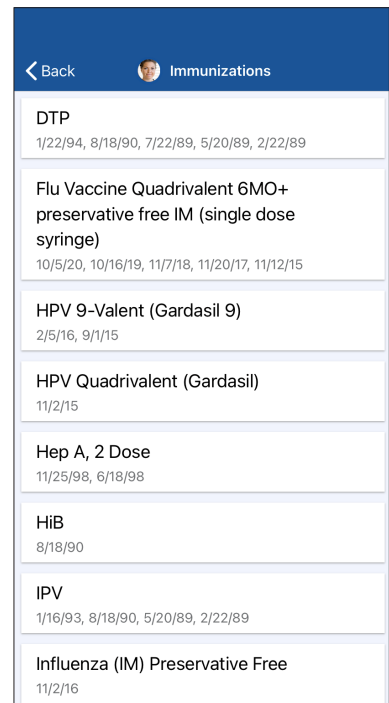 Back
Immunizations
DTP
1/22/94, 8/18/90, 7/22/89, 5/20/89, 2/22/89
Flu Vaccine Quadrivalent 6MO+
preservative free IM (single dose
syringe)
10/5/20, 10/16/19, 11/7/18, 11/20/17, 11/12/15
HPV 9-Valent (Gardasil 9)
2/5/16, 9/1/15
HPV Quadrivalent (Gardasil)
11/2/15
Hep A, 2 Dose
11/25/98, 6/18/98
HiB
8/18/90
IPV
1/16/93, 8/18/90, 5/20/89, 2/22/89
Influenza (IM) Preservative Free
11/2/16